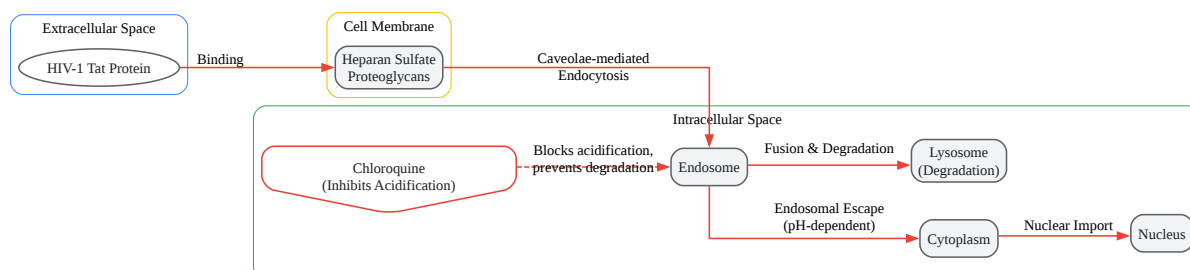 Extracellular Space
HIV-1 Tat Protein
Binding
Cell Membrane
Heparan Sulfate
Proteoglycans
Caveolae-mediated
Endocytosis
Intracellular Space
Chloroquine
(Inhibits Acidification)
Blocks acidification,
prevents degradation
Endosome
Fusion & Degradation
Lysosome
(Degradation)
Endosomal Escape
(pH-dependent)
Cytoplasm
Nuclear Import
Nucleus